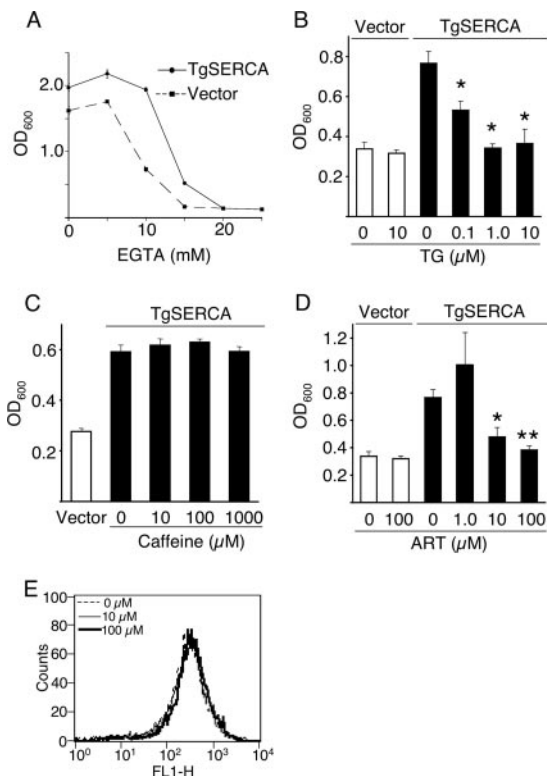 A
TgSERCA
Vector
OD600
2.0
1.0
0 10 20
EGTA (mM)
B
Vector TgSERCA
OD600
0.8
0.6
0.4
0.2
* * *
0 10 0 0.1 1.0 10
TG (µM)
C
TgSERCA
OD600
0.6
0.4
0.2
Vector 0 10 100 1000
Caffeine (µM)
D
Vector TgSERCA
OD600
1.2
1.0
0.8
0.6
0.4
0.2
* **
0 100 0 1.0 10 100
ART (µM)
E
0 µM
10 µM
100 µM
Counts
100
80
60
40
20
0
10^0 10^1 10^2 10^3 10^4
FL1-H